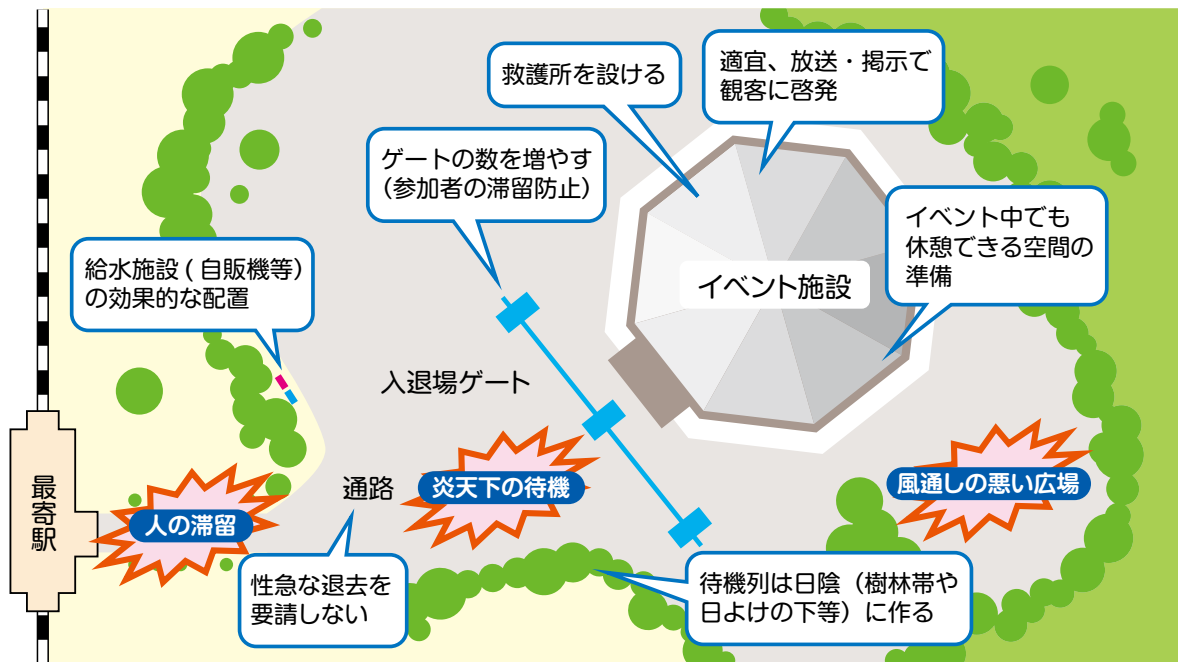 救護所を設ける
適宜、放送・掲示で
観客に啓発
ゲートの数を増やす
（参加者の滞留防止）
イベント中でも
休憩できる空間の
準備
給水施設 ( 自販機等 )
の効果的な配置
イベント施設
入退場ゲート
最寄駅
人の滞留
通路
炎天下の待機
風通しの悪い広場
性急な退去を
要請しない
待機列は日陰（樹林帯や
日よけの下等）に作る